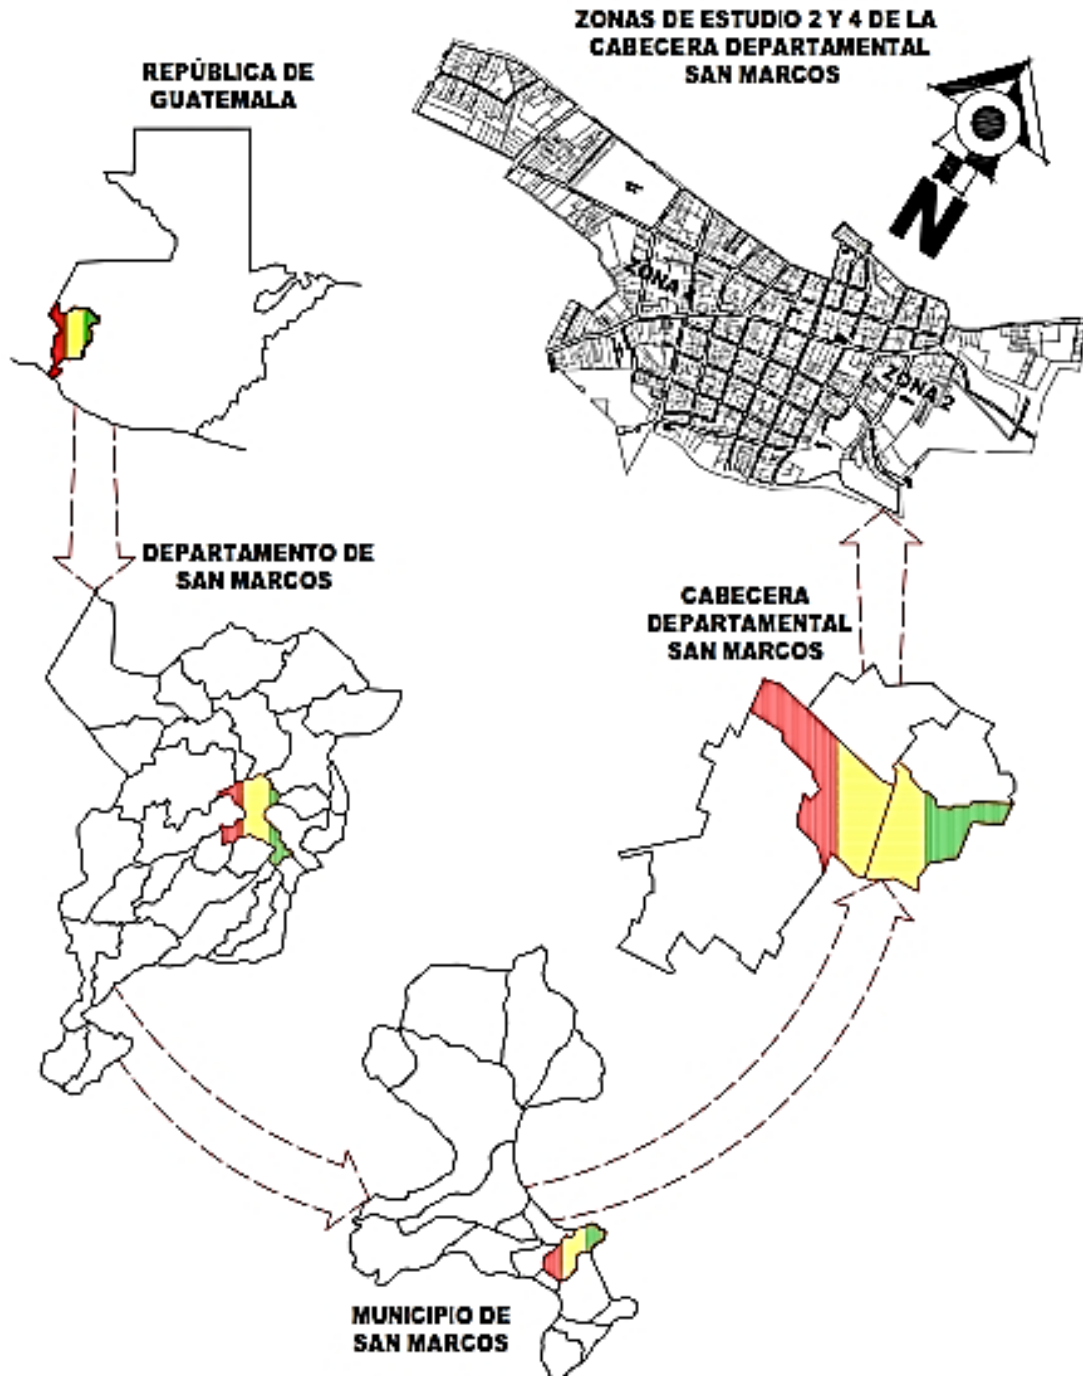 ZONAS DE ESTUDIO 2 Y 4 DE LA
CABECERA DEPARTAMENTAL
SAN MARCOS
REPÚBLICA DE
GUATEMALA
N
ZONA 4
ZONA 2
DEPARTAMENTO DE
SAN MARCOS
CABECERA
DEPARTAMENTAL
SAN MARCOS
MUNICIPIO DE
SAN MARCOS